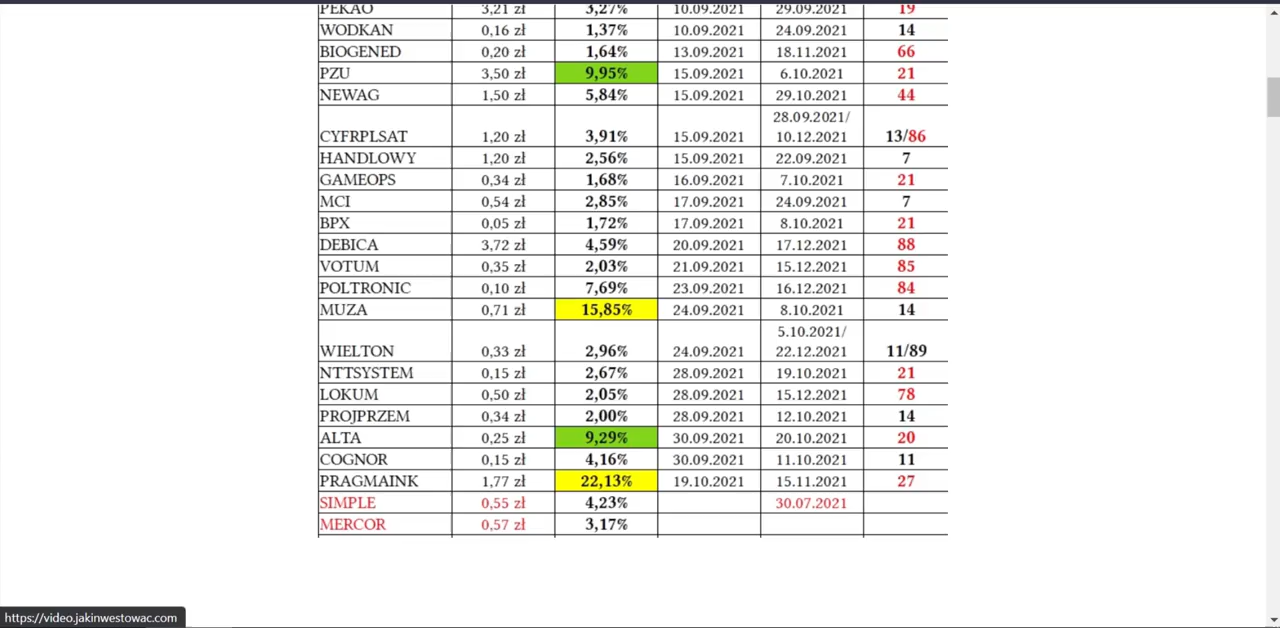 PEKAO 3,21 zł 3,27% 10.09.2021 29.09.2021 19
WODKAN 0,16 zł 1,37% 10.09.2021 24.09.2021 14
BIOGENED 0,20 zł 1,64% 13.09.2021 18.11.2021 66
PZU 3,50 zł 9,95% 15.09.2021 6.10.2021 21
NEWAG 1,50 zł 5,84% 15.09.2021 29.10.2021 44
28.09.2021/
CYFRPLSAT 1,20 zł 3,91% 15.09.2021 10.12.2021 13/86
HANDLOWY 1,20 zł 2,56% 15.09.2021 22.09.2021 7
GAMEOPS 0,34 zł 1,68% 16.09.2021 7.10.2021 21
MCI 0,54 zł 2,85% 17.09.2021 24.09.2021 7
BPX 0,05 zł 1,72% 17.09.2021 8.10.2021 21
DEBICA 3,72 zł 4,59% 20.09.2021 17.12.2021 88
VOTUM 0,35 zł 2,03% 21.09.2021 15.12.2021 85
POLTRONIC 0,10 zł 7,69% 23.09.2021 16.12.2021 84
MUZA 0,71 zł 15,85% 24.09.2021 8.10.2021 14
5.10.2021/
WIELTON 0,33 zł 2,96% 24.09.2021 22.12.2021 11/89
NTTSYSTEM 0,15 zł 2,67% 28.09.2021 19.10.2021 21
LOKUM 0,50 zł 2,05% 28.09.2021 15.12.2021 78
PROJPRZEM 0,34 zł 2,00% 28.09.2021 12.10.2021 14
ALTA 0,25 zł 9,29% 30.09.2021 20.10.2021 20
COGNOR 0,15 zł 4,16% 30.09.2021 11.10.2021 11
PRAGMAINK 1,77 zł 22,13% 19.10.2021 15.11.2021 27
SIMPLE 0,55 zł 4,23% 30.07.2021
MERCOR 0,57 zł 3,17%
https://video.jakinwestowac.com